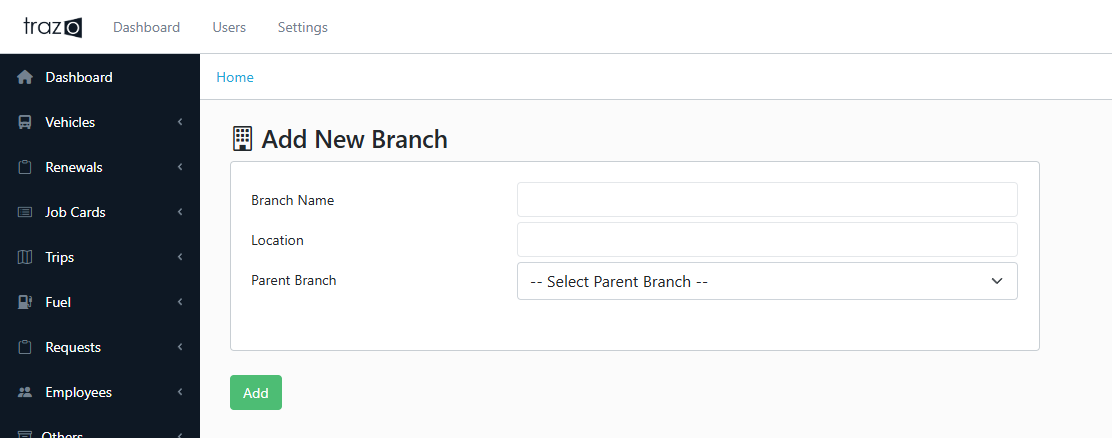 trazo
Dashboard Users Settings
Dashboard
Home
Vehicles
Add New Branch
Renewals
Branch Name
Job Cards
Location
Trips
Parent Branch
-- Select Parent Branch --
Fuel
Requests
Employees
Add
Others